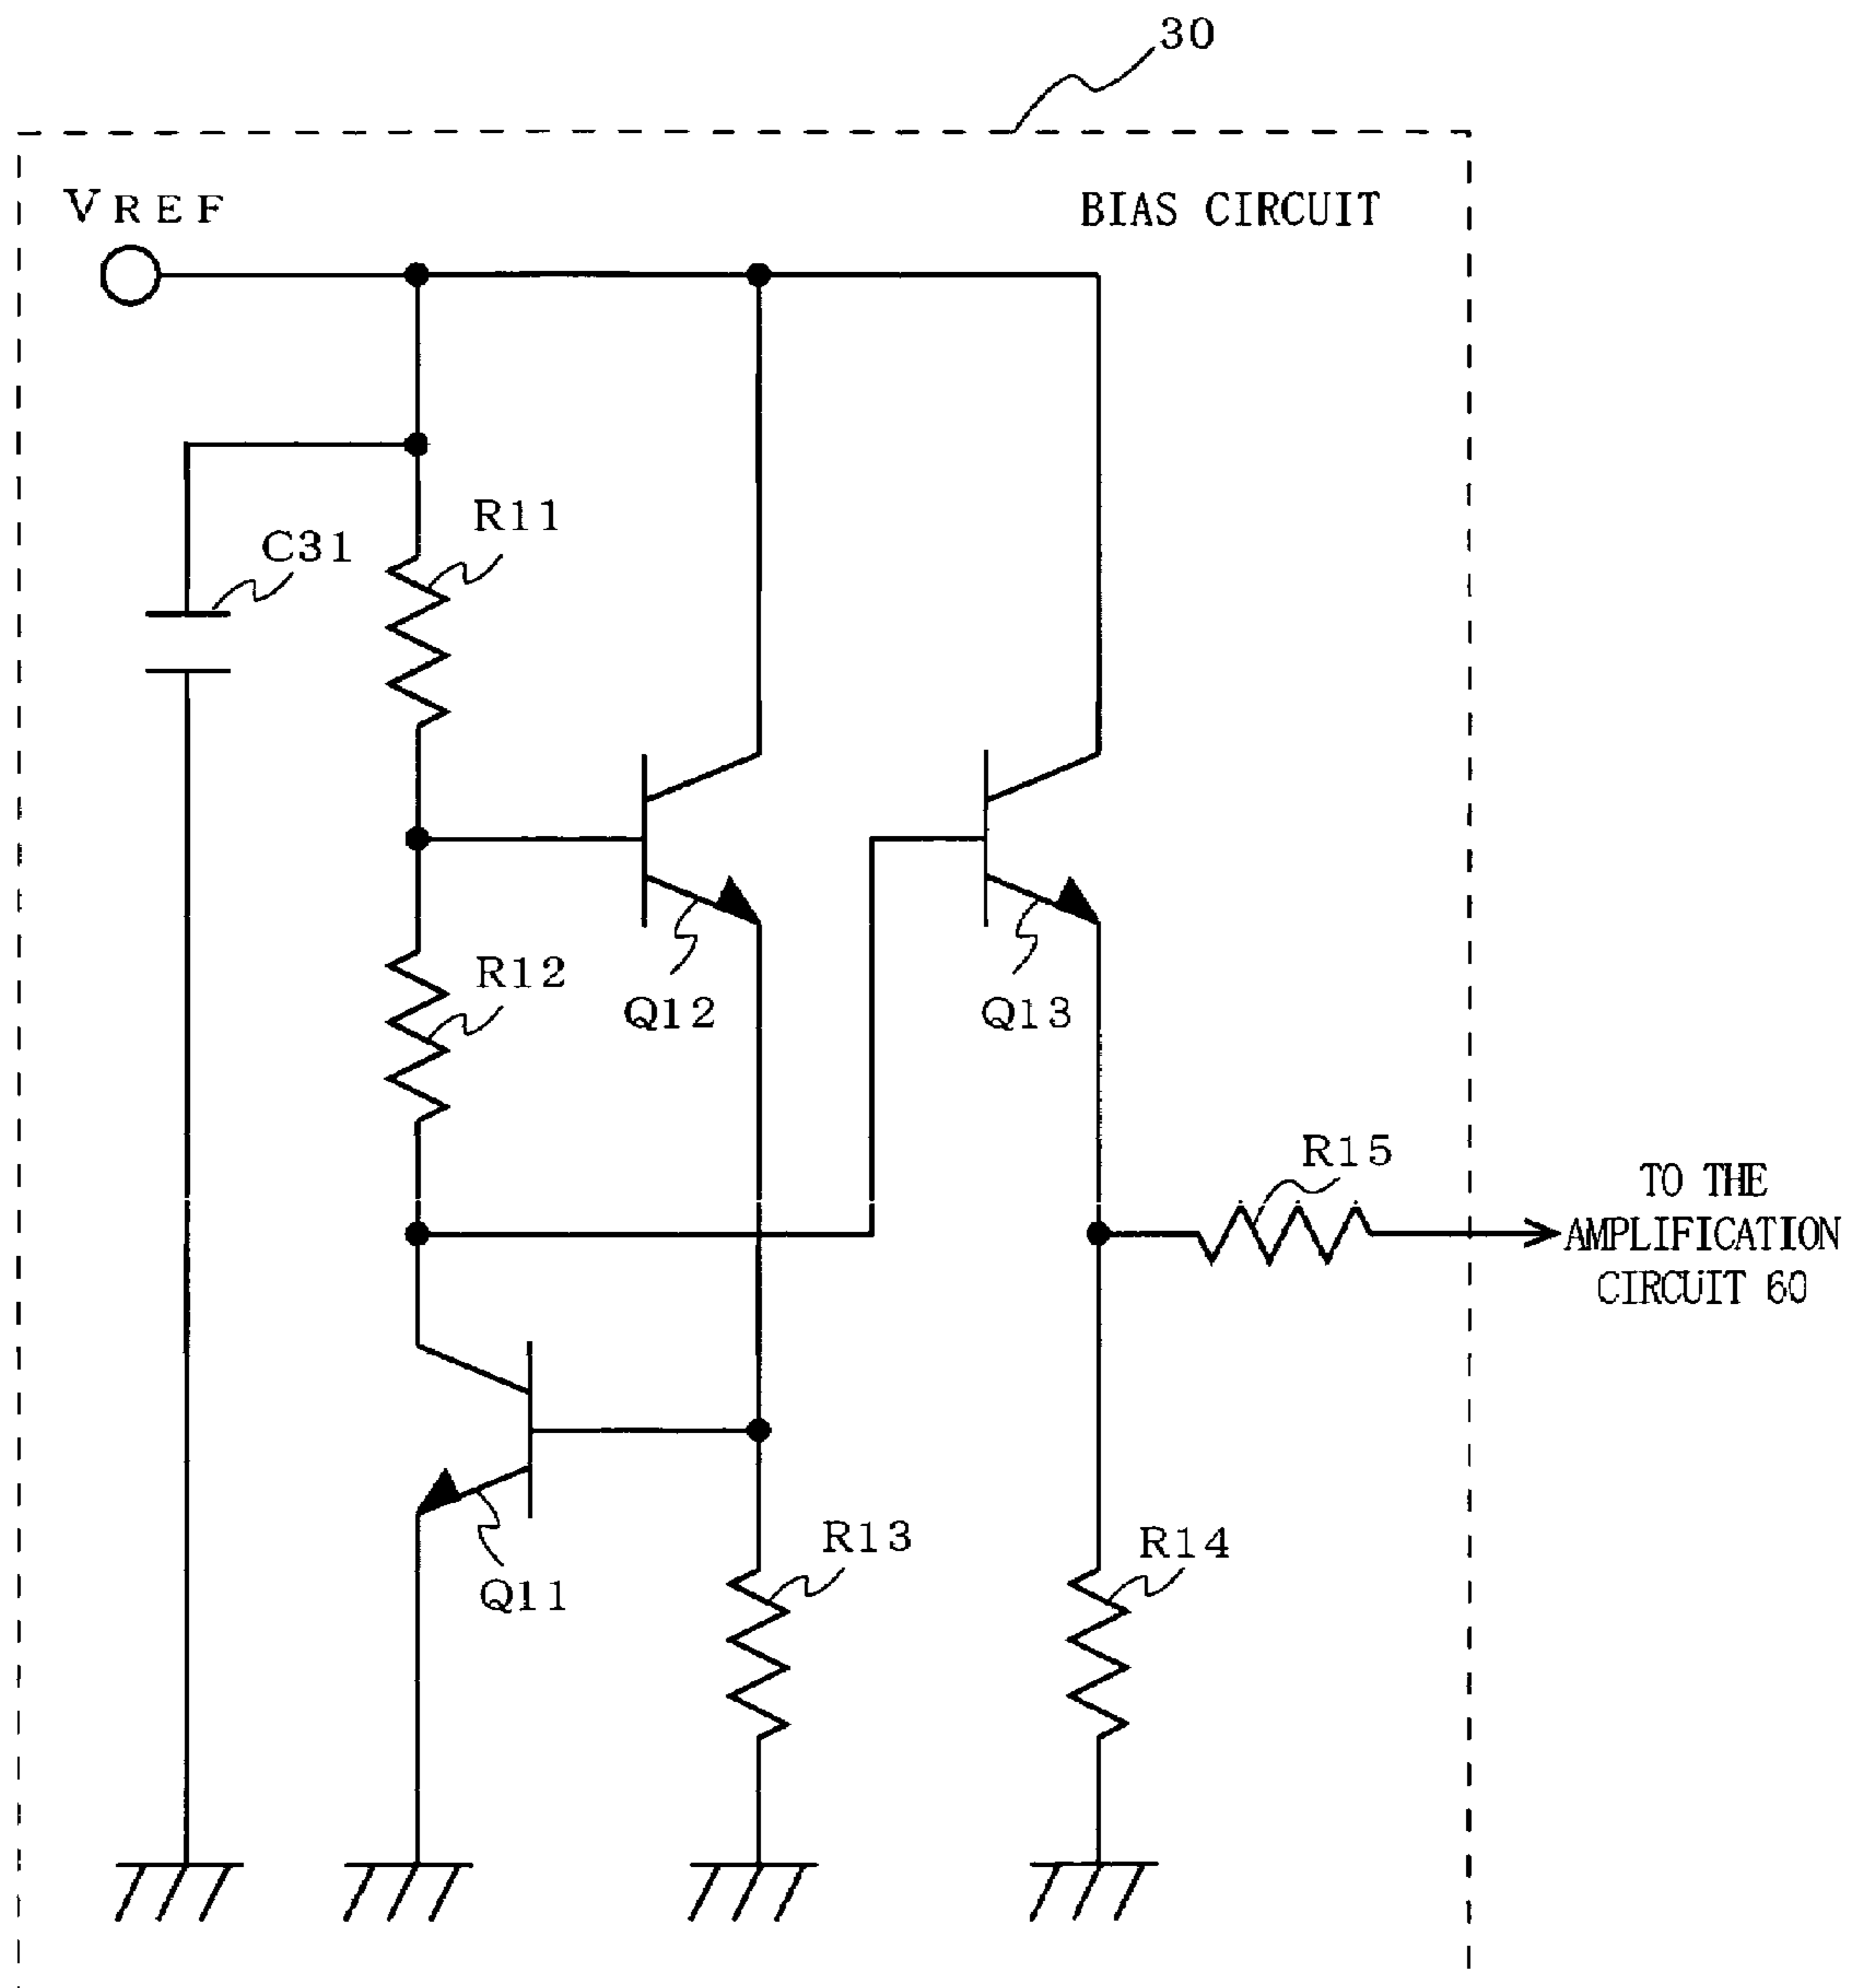 30
VREF
BIAS CIRCUIT
R11
C31
R12
Q12
Q13
R15
TO THE
AMPLIFICATION
CIRCUIT 60
R13
R14
Q11